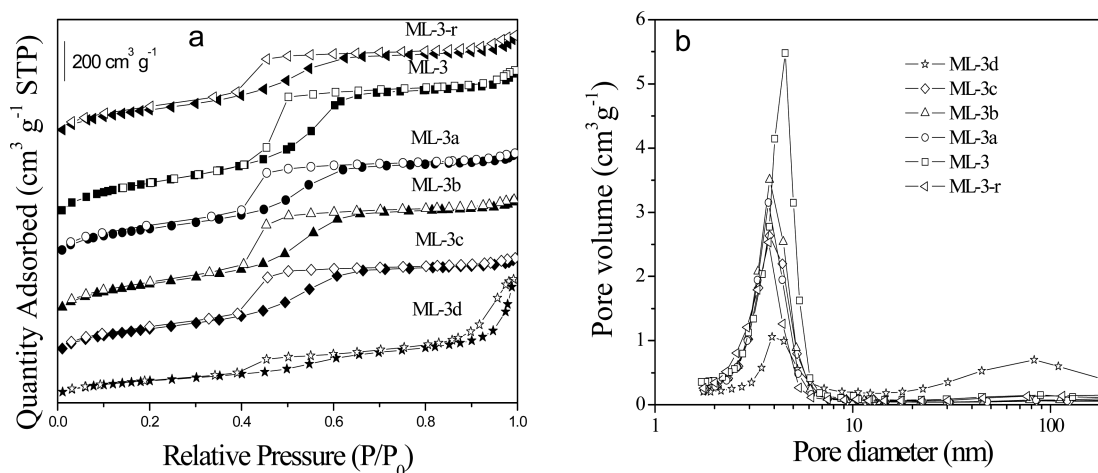 a
200 cm³ g⁻¹
ML-3-r
ML-3
ML-3a
ML-3b
ML-3c
ML-3d
Quantity Adsorbed (cm³ g⁻¹ STP)
0.0 0.2 0.4 0.6 0.8 1.0
Relative Pressure (P/P₀)
b
ML-3d
ML-3c
ML-3b
ML-3a
ML-3
ML-3-r
Pore volume (cm³ g⁻¹)
6
5
4
3
2
1
0
1 10 100
Pore diameter (nm)